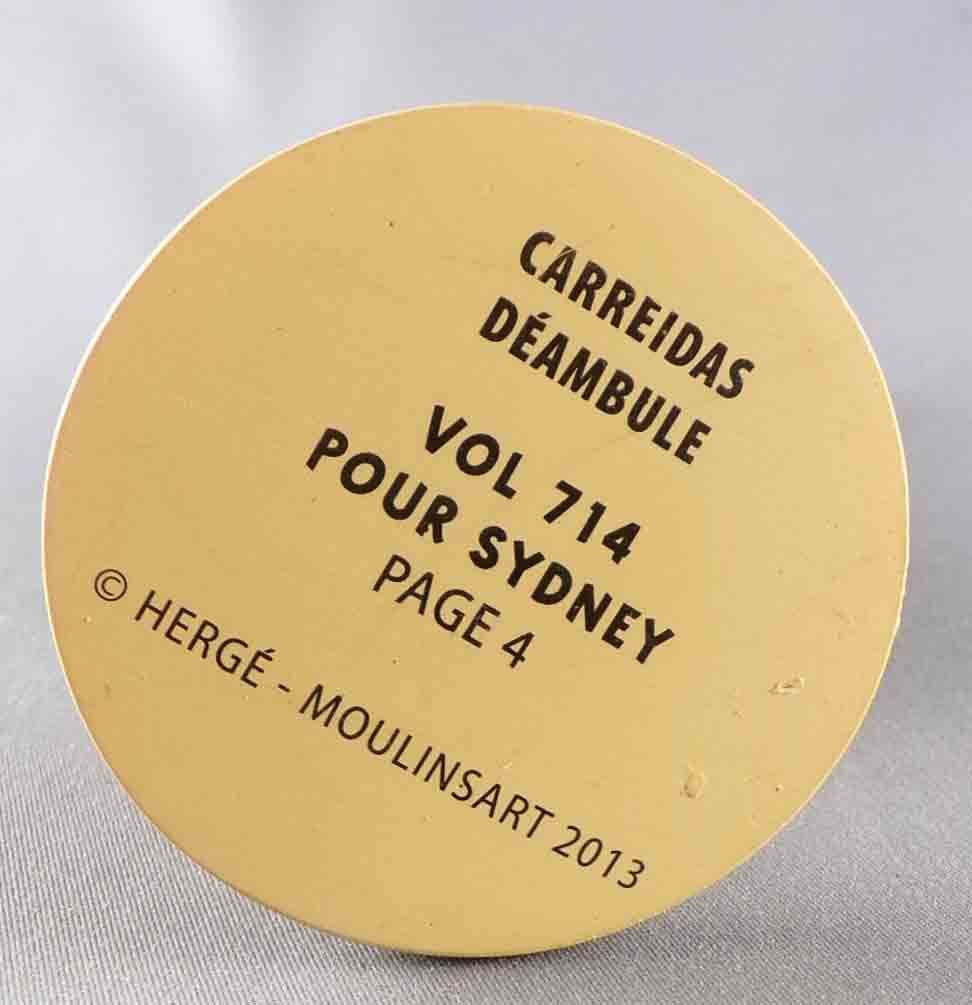 CARREIDAS
DÉAMBULE
VOL 714
POUR SYDNEY
PAGE 4
© HERGÉ - MOULINSART 2013